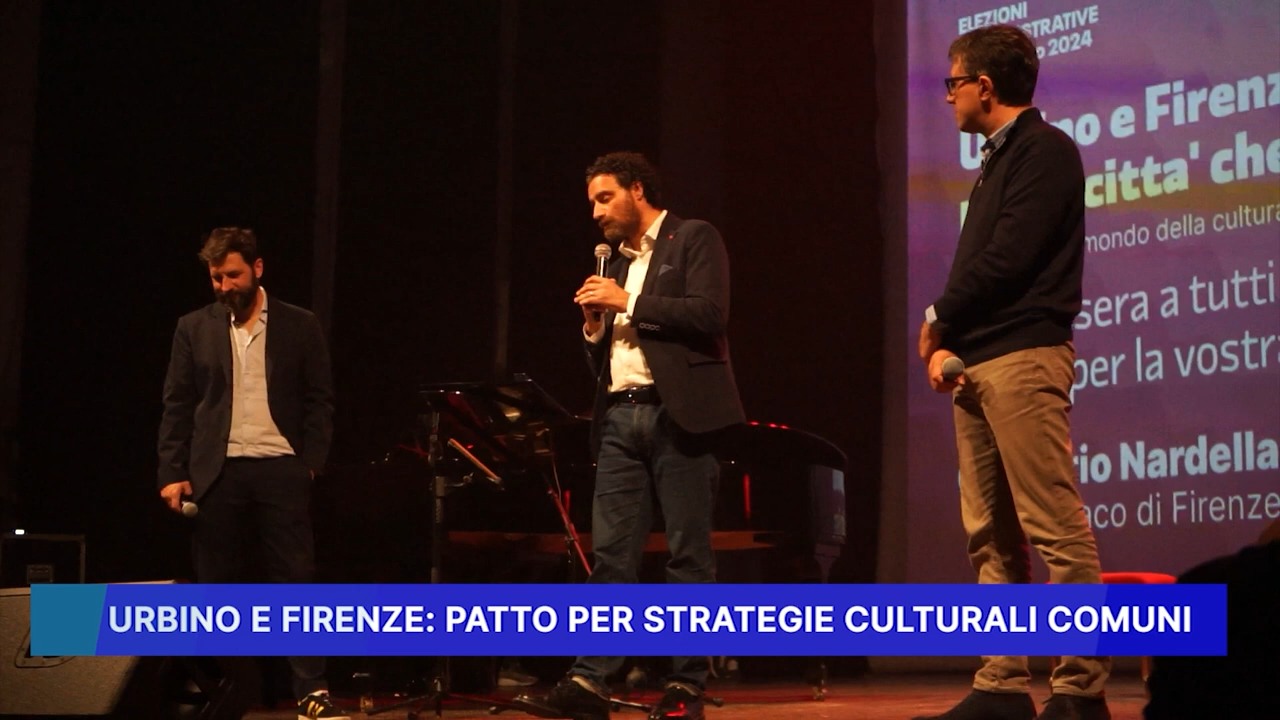 ELEZIONI
STRATIVE
2024
no e Firenz
citta' che
mondo della cultura
sera a tutti
per la vostra
rio Nardella
aco di Firenze
URBINO E FIRENZE: PATTO PER STRATEGIE CULTURALI COMUNI